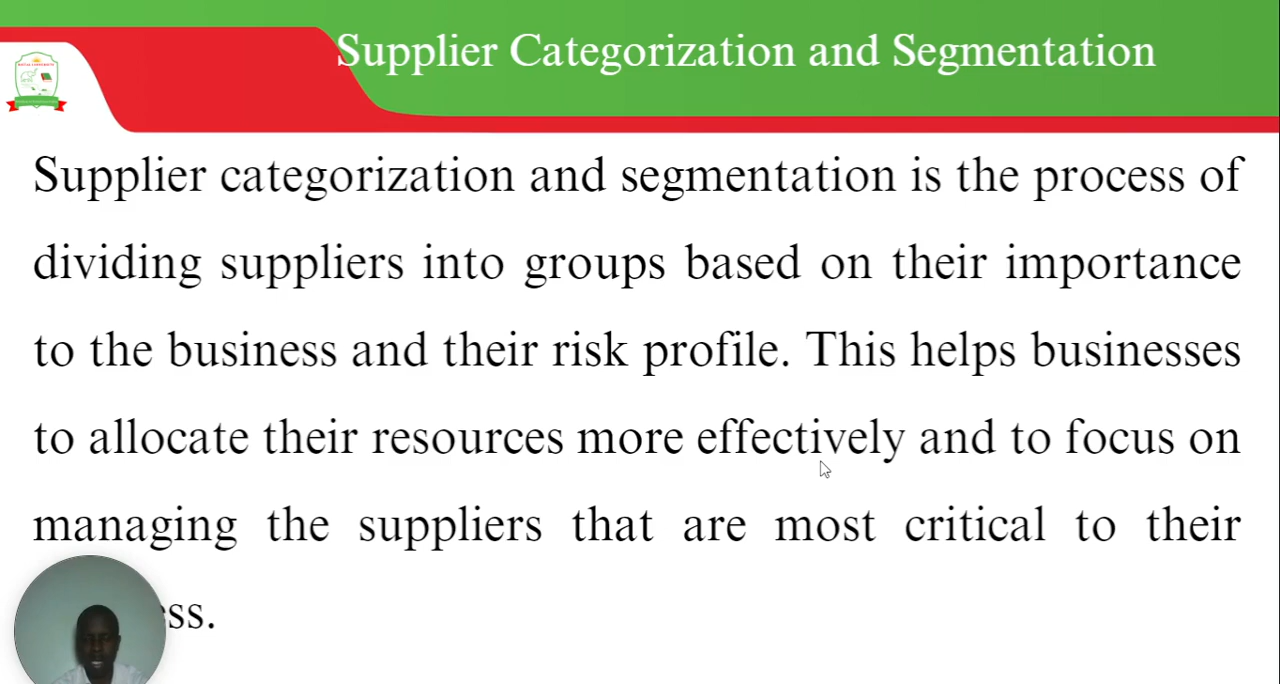 Supplier Categorization and Segmentation
Supplier categorization and segmentation is the process of
dividing suppliers into groups based on their importance
to the business and their risk profile. This helps businesses
to allocate their resources more effectively and to focus on
managing the suppliers that are most critical to their
ess.